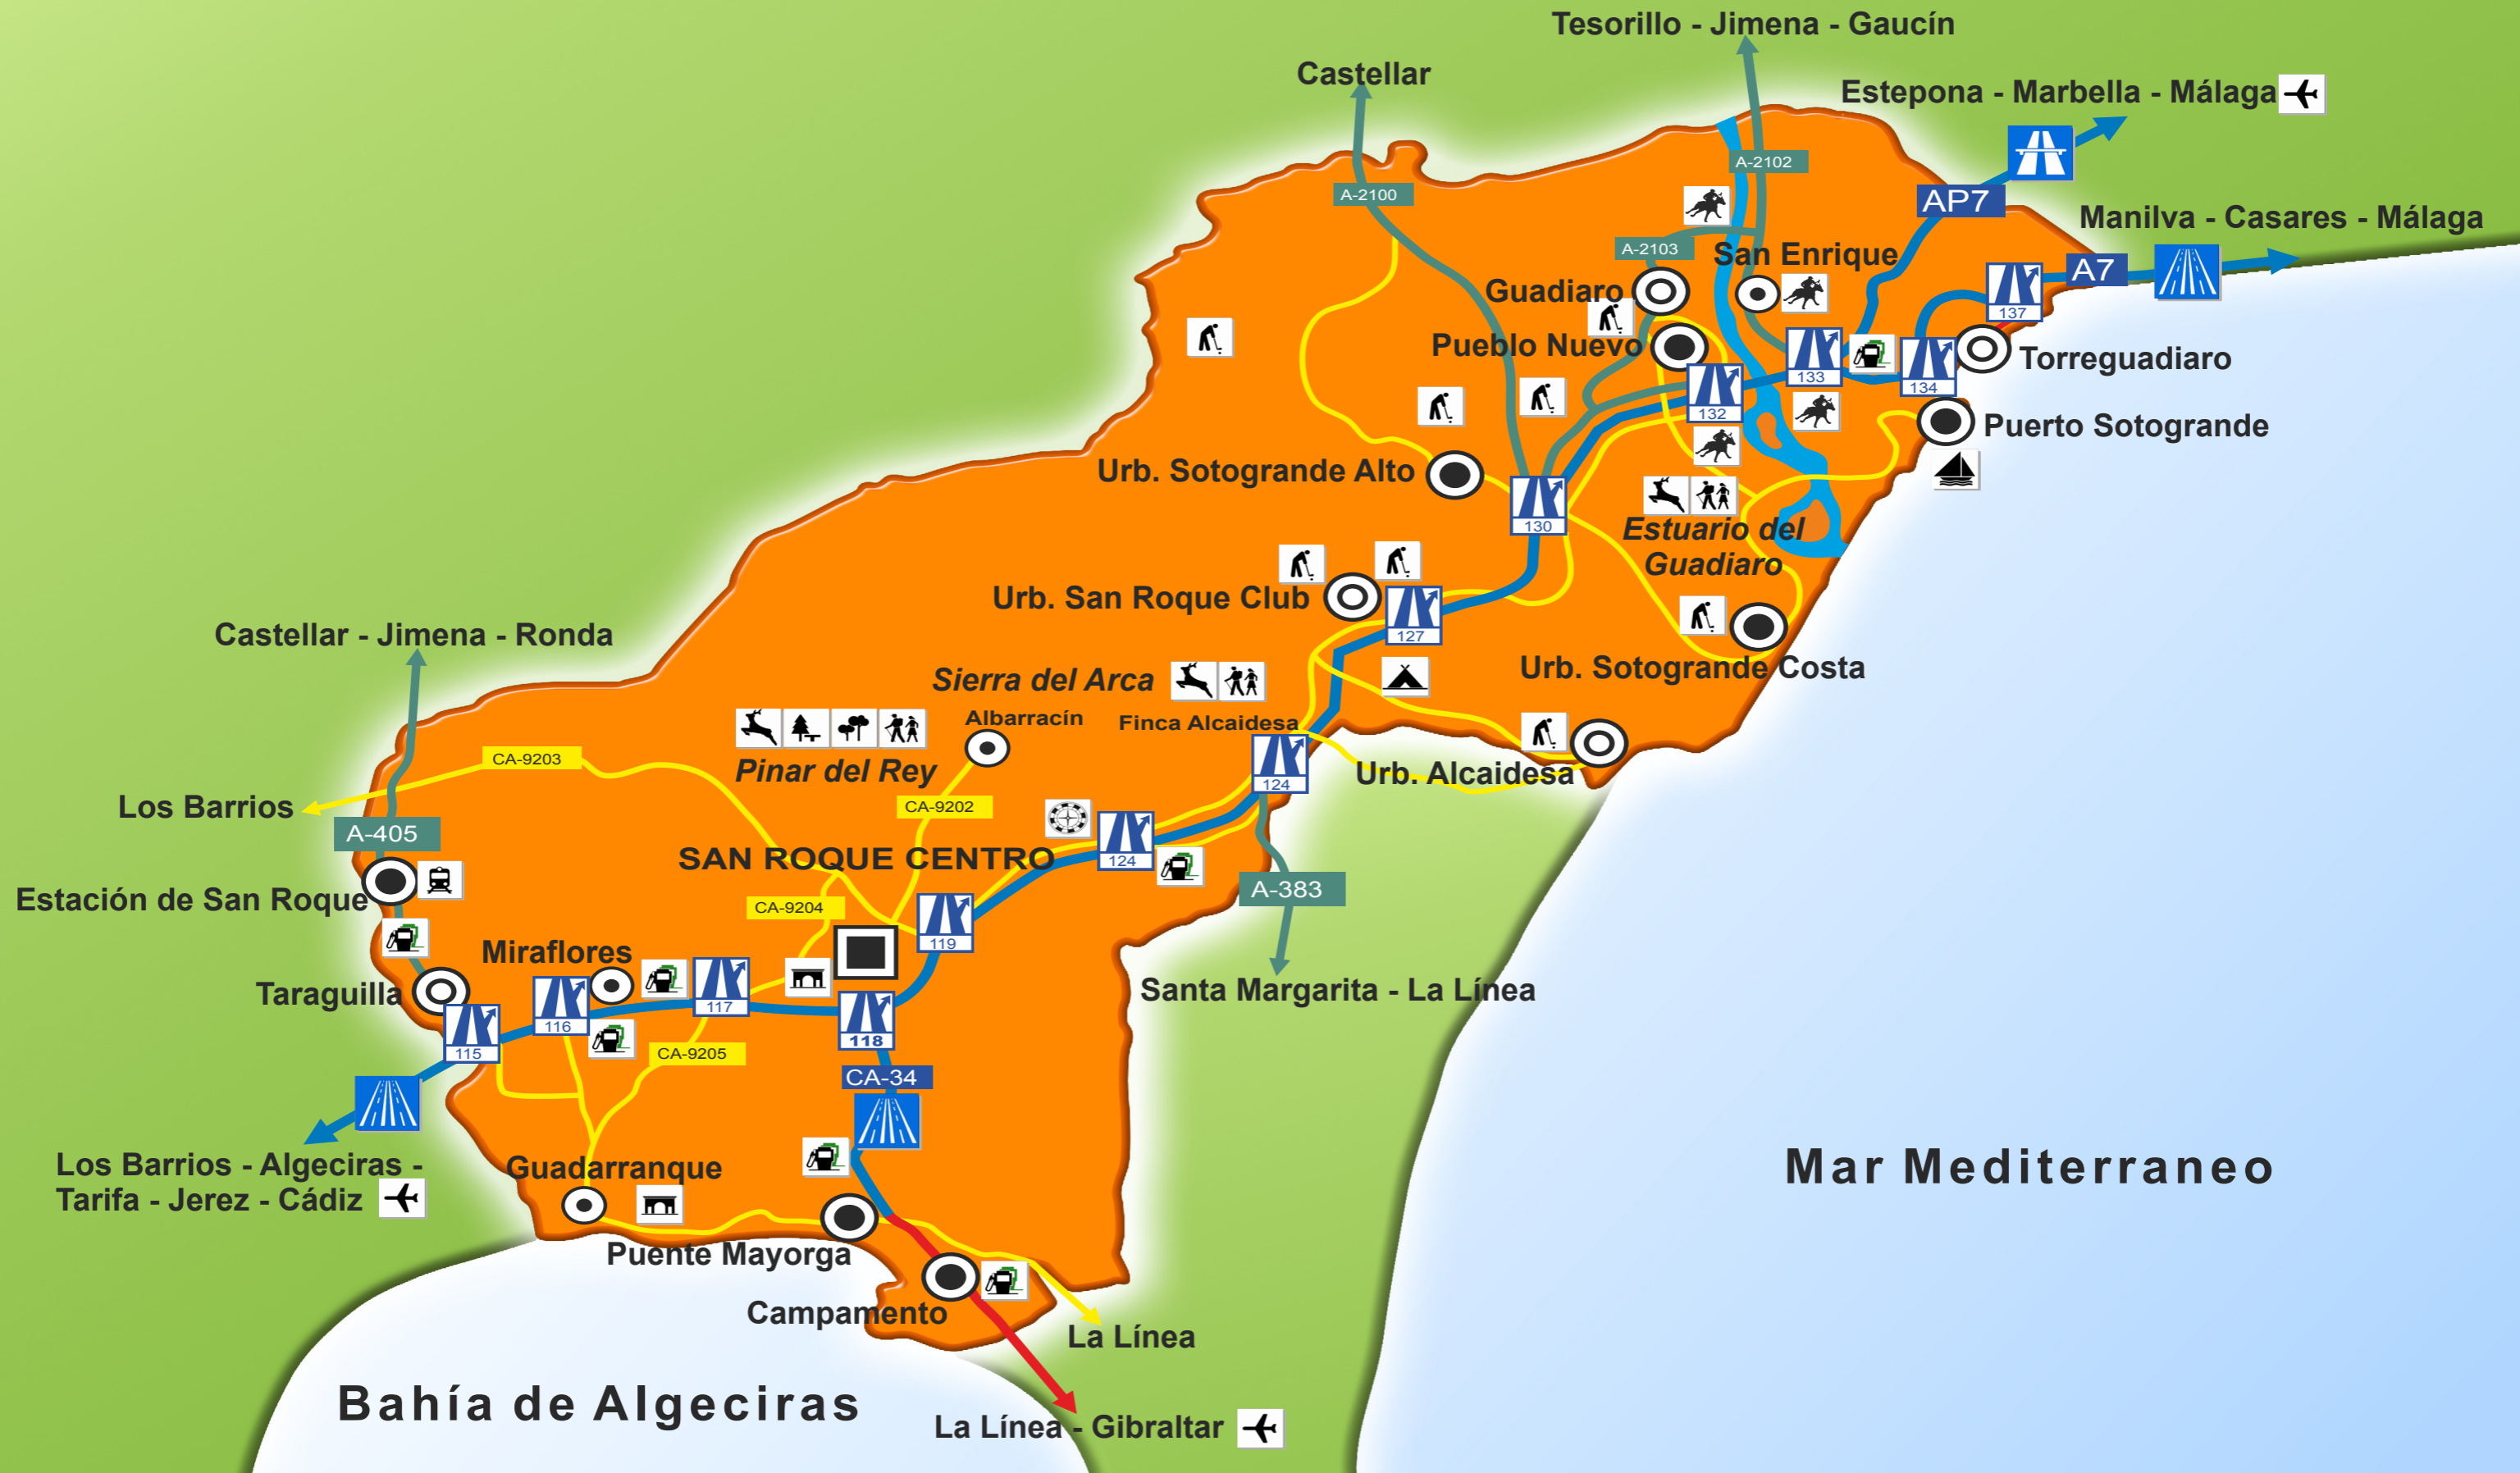 Tesorillo - Jimena - Gaucín
Castellar
Estepona - Marbella - Málaga
A-2102
A-2100
AP7
Manilva - Casares - Málaga
A-2103
San Enrique
A7
Guadiaro
137
Pueblo Nuevo
133
134
Torreguadiaro
132
Puerto Sotogrande
Urb. Sotogrande Alto
130
Estuario del
Guadiaro
Urb. San Roque Club
127
Castellar - Jimena - Ronda
Urb. Sotogrande Costa
Sierra del Arca
Albarracín
Finca Alcaidesa
CA-9203
Pinar del Rey
Urb. Alcaidesa
124
Los Barrios
CA-9202
A-405
SAN ROQUE CENTRO
124
A-383
Estación de San Roque
CA-9204
119
Miraflores
Santa Margarita - La Línea
Taraguilla
117
116
118
115
CA-9205
CA-34
Los Barrios - Algeciras -
Tarifa - Jerez - Cádiz
Guadarranque
Mar Mediterraneo
Puente Mayorga
Campamento
La Línea
Bahía de Algeciras
La Línea - Gibraltar